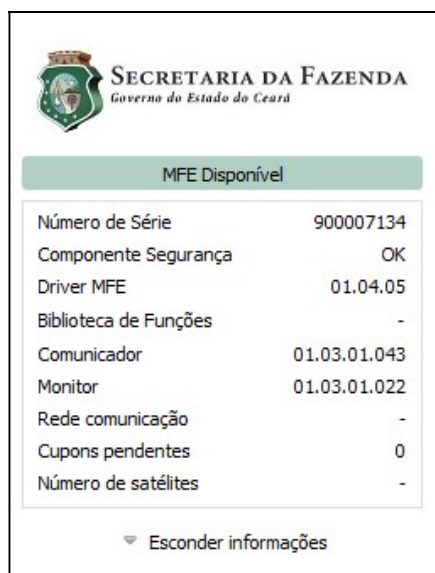 SECRETARIA DA FAZENDA
Governo do Estado do Ceará
MFE Disponível
Número de Série 900007134
Componente Segurança OK
Driver MFE 01.04.05
Biblioteca de Funções -
Comunicador 01.03.01.043
Monitor 01.03.01.022
Rede comunicação -
Cupons pendentes 0
Número de satélites -
Esconder informações